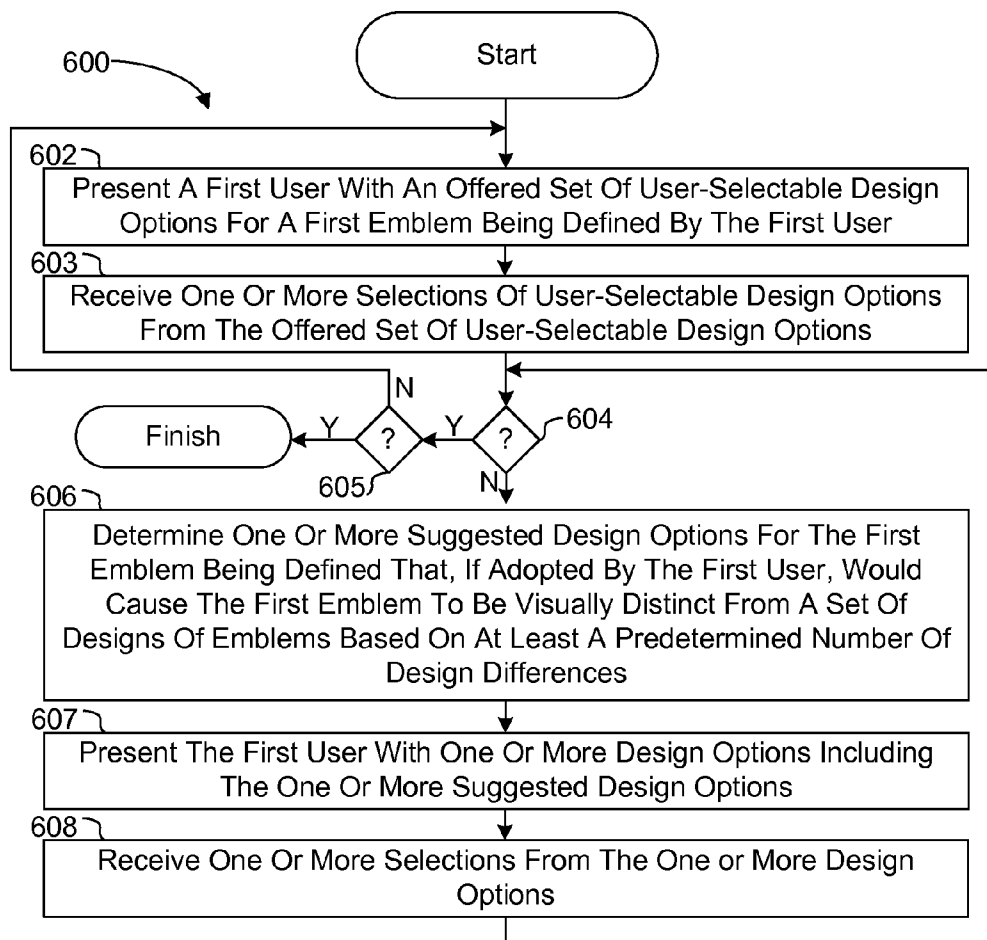 Start
600
602
Present A First User With An Offered Set Of User-Selectable Design
Options For A First Emblem Being Defined By The First User
603
Receive One Or More Selections Of User-Selectable Design Options
From The Offered Set Of User-Selectable Design Options
N
604
Finish
Y
?
Y
?
605
N
606
Determine One Or More Suggested Design Options For The First
Emblem Being Defined That, If Adopted By The First User, Would
Cause The First Emblem To Be Visually Distinct From A Set Of
Designs Of Emblems Based On At Least A Predetermined Number Of
Design Differences
607
Present The First User With One Or More Design Options Including
The One Or More Suggested Design Options
608
Receive One Or More Selections From The One or More Design
Options